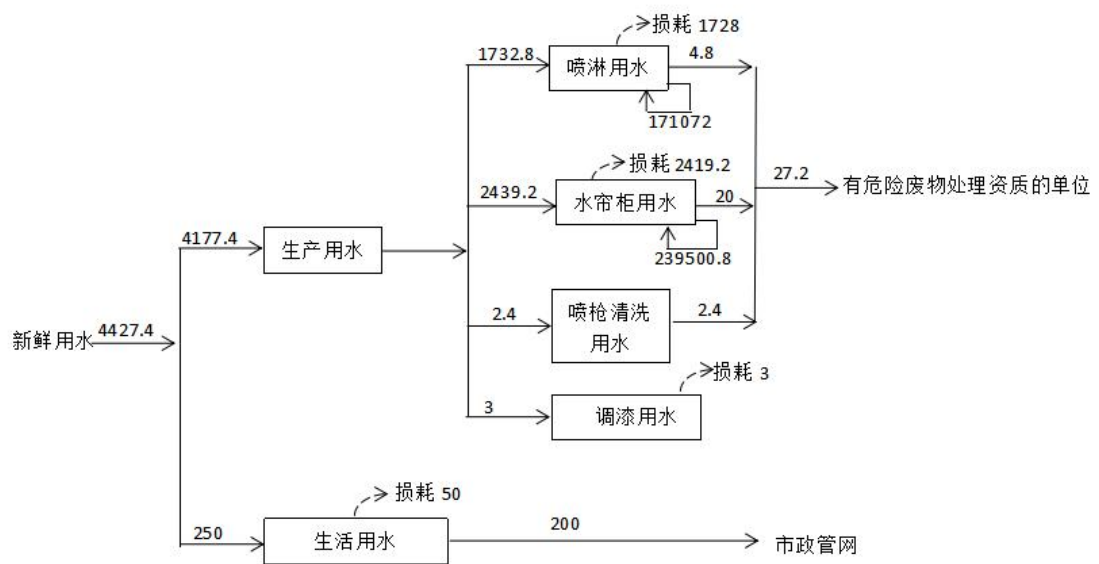 损耗 1728
1732.8
喷淋用水
4.8
171072
损耗 2419.2
2439.2
水帘柜用水
20
27.2
有危险废物处理资质的单位
239500.8
4177.4
生产用水
2.4
喷枪清洗
用水
2.4
新鲜用水
4427.4
损耗 3
3
调漆用水
损耗 50
250
生活用水
200
市政管网